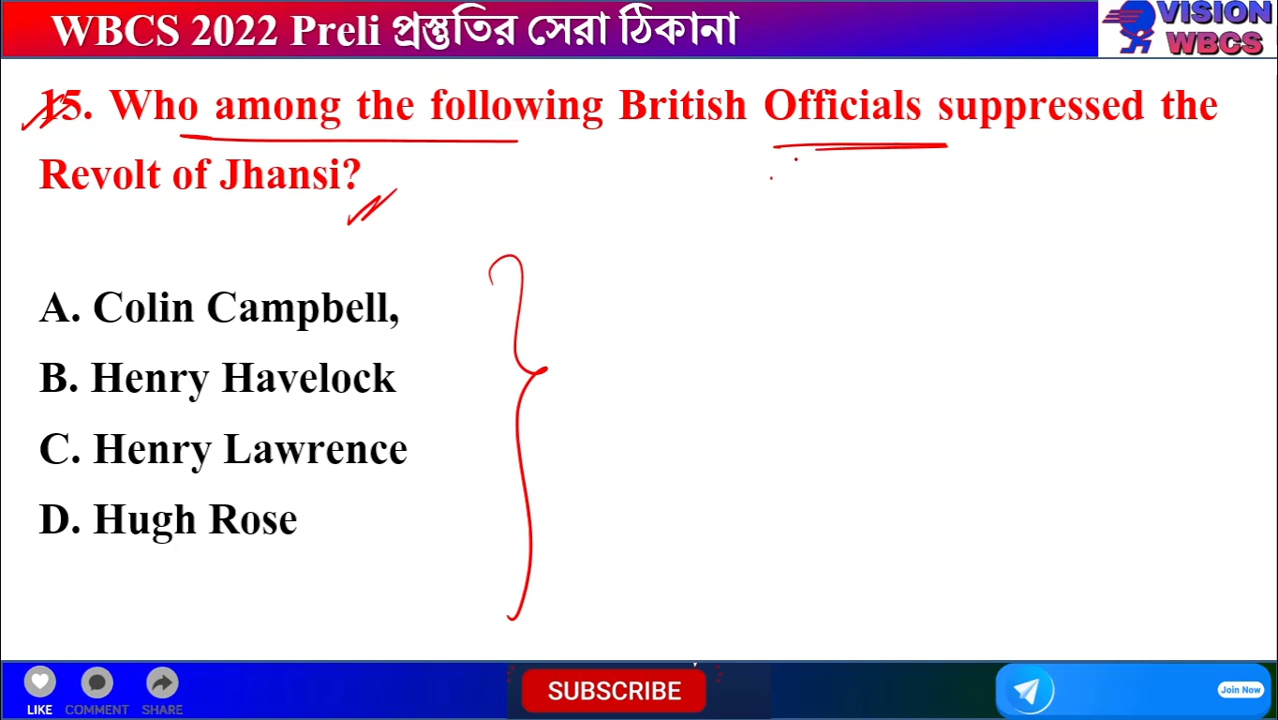 WBCS 2022 Preli প্রস্তুতির সেরা ঠিকানা
VISION
WBCS
15. Who among the following British Officials suppressed the
Revolt of Jhansi?
A. Colin Campbell,
B. Henry Havelock
C. Henry Lawrence
D. Hugh Rose
LIKE COMMENT SHARE
SUBSCRIBE
Join Now